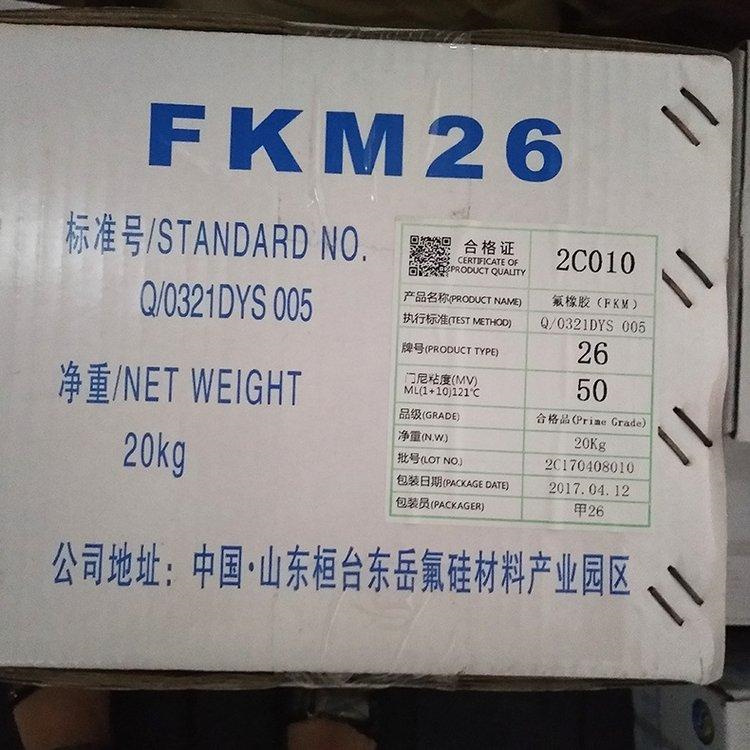 FKM26
标准号/STANDARD NO.
Q/0321DYS 005
净重/NET WEIGHT
20kg
合格证
CERTIFICATE OF
PRODUCT QUALITY
2C010
产品名称(PRODUCT NAME) 氟橡胶(FKM)
执行标准(TEST METHOD) Q/0321DYS 005
牌号(PRODUCT TYPE) 26
门尼粘度(MV)
ML(1+10)121℃
50
品级(GRADE) 合格品(Prime Grade)
净重(N.W.) 20Kg
批号(LOT NO.) 2C170408010
包装日期(PACKAGE DATE) 2017.04.12
包装员(PACKAGER) 甲26
公司地址：中国·山东桓台东岳氟硅材料产业园区